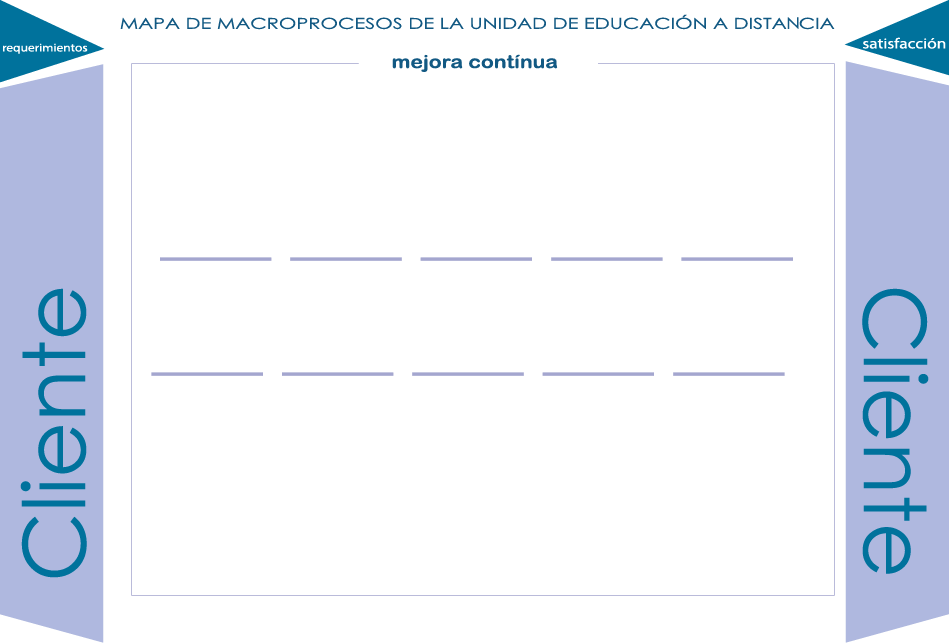 MAPA DE MACROPROCESOS DE LA UNIDAD DE EDUCACIÓN A DISTANCIA
requerimientos
satisfacción
mejora contínua
Cliente
Cliente